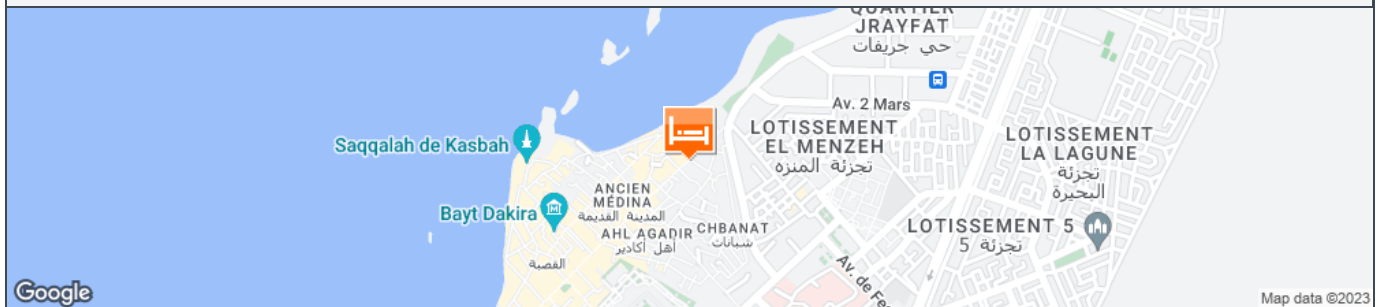 QUARTIER
JRAYFAT
حي جريفات
Av. 2 Mars
LOTISSEMENT
EL MENZEH
تجزئة المنزه
LOTISSEMENT
LA LAGUNE
تجزئة
البحيرة
Saqqalah de Kasbah
ANCIEN
MÉDINA
المدينة القديمة
Bayt Dakira
AHL AGADIR
أهل أكادير
CHBANAT
شبانات
LOTISSEMENT 5
تجزئة 5
القصبة
Av. de Fes
Google
Map data ©2023